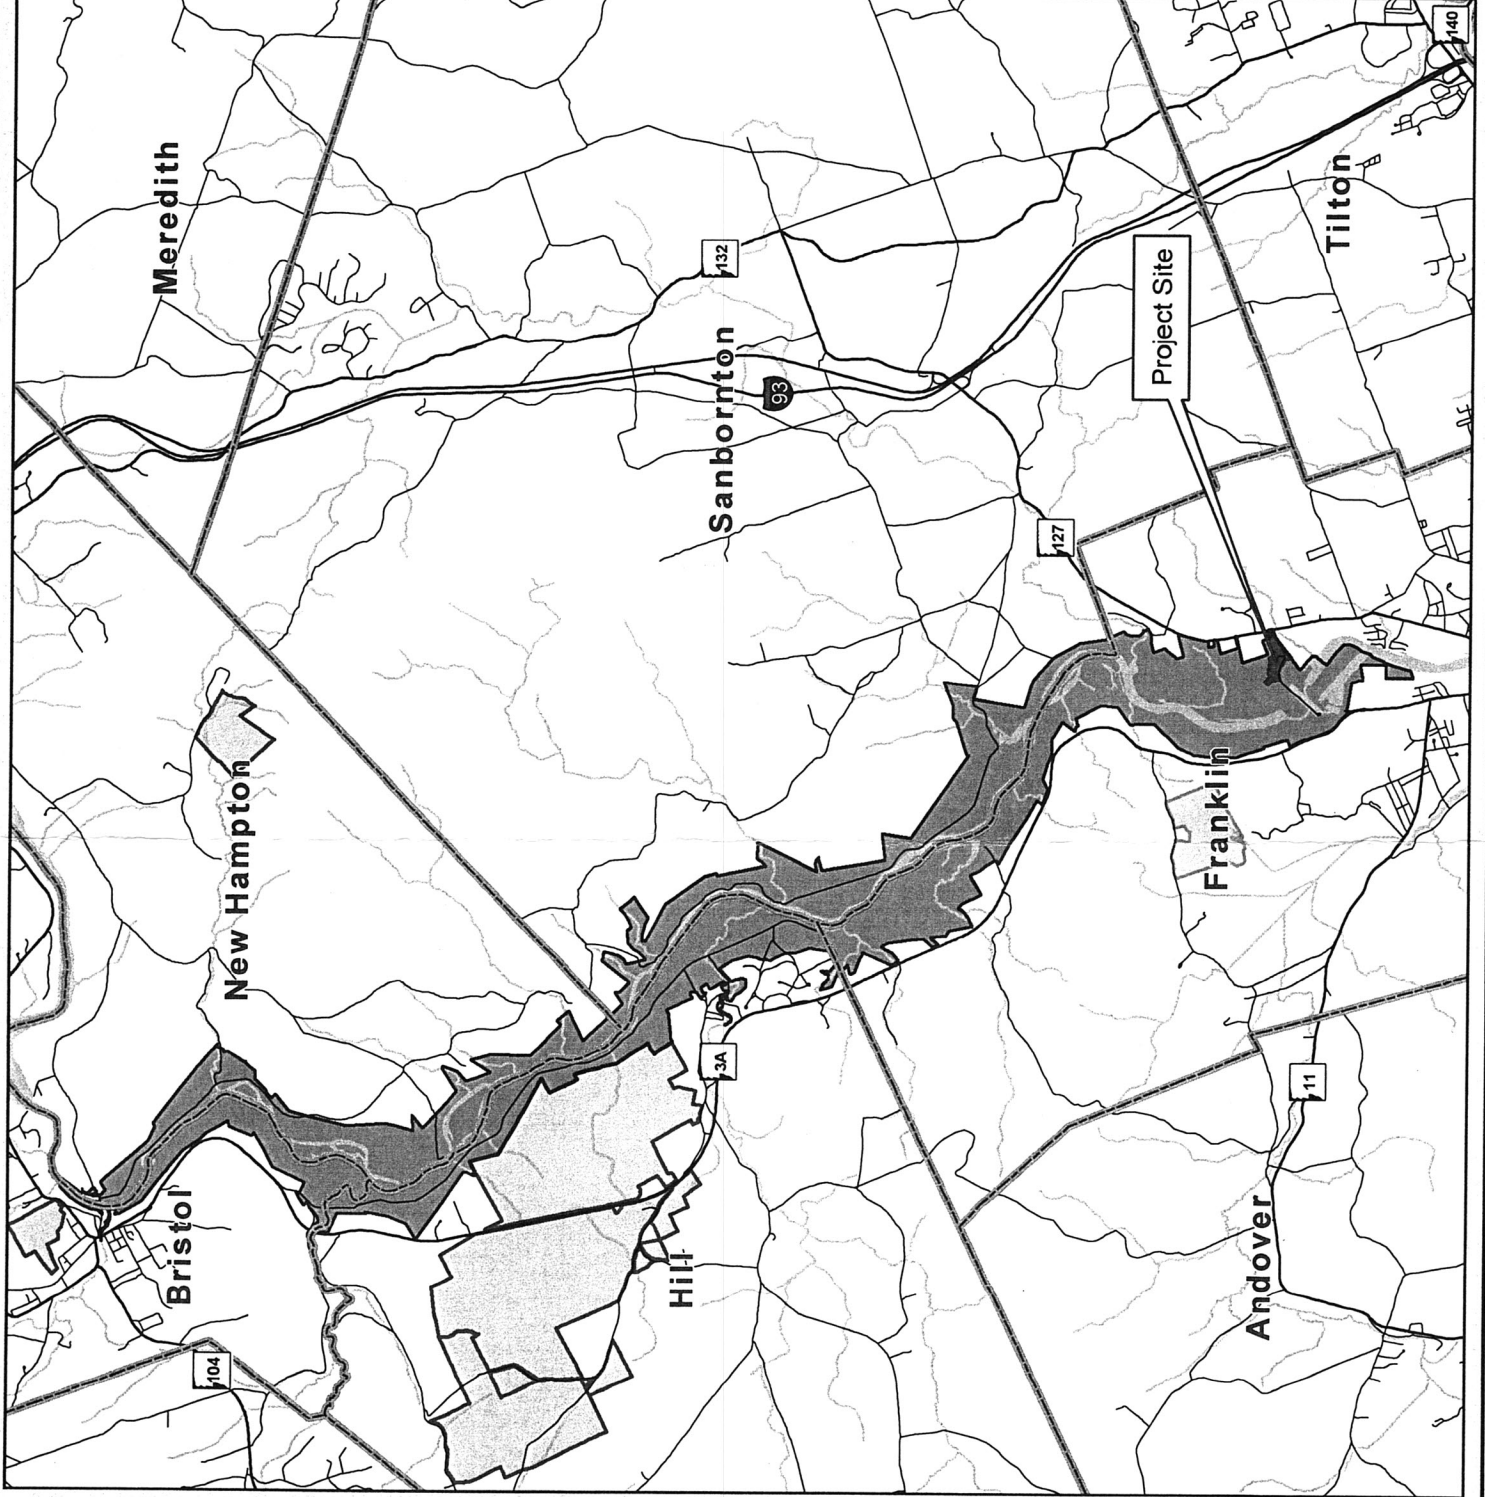 Meredith
Bristol
104
New Hampton
Hill
3A
Sanbornton
132
93
127
Project Site
Franklin
Andover
11
Tilton
140